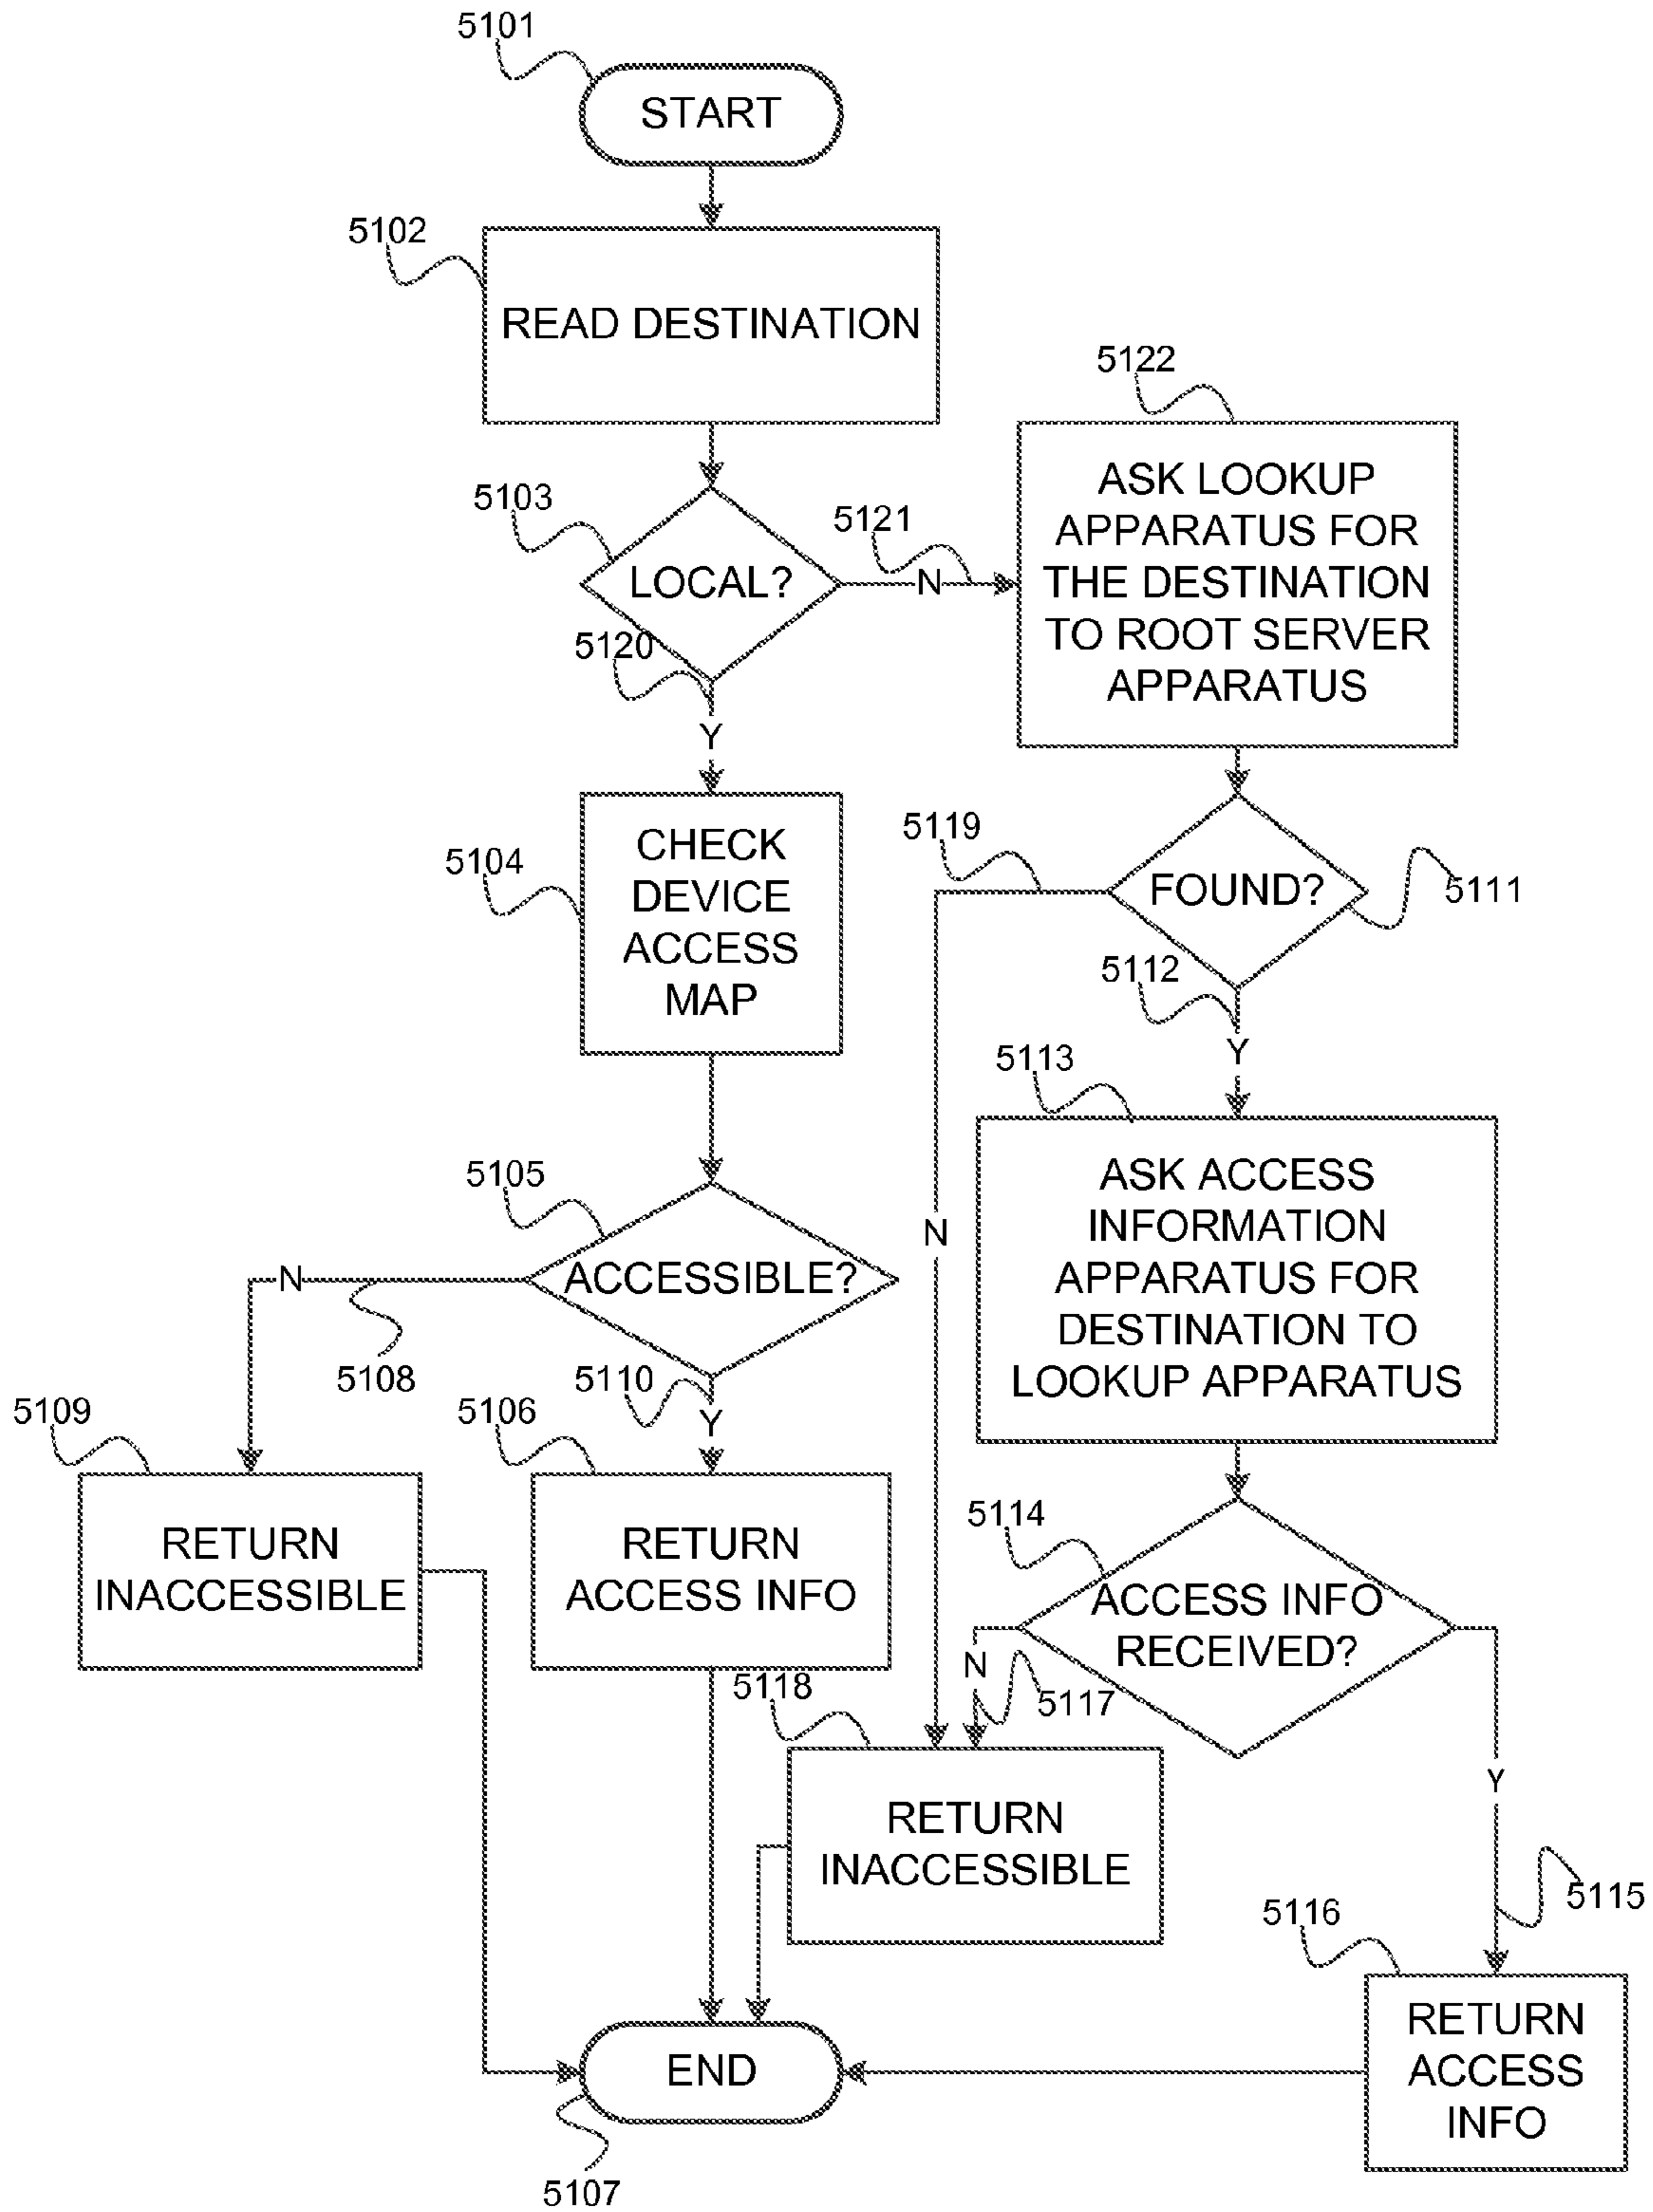 5101
START
5102
READ DESTINATION
5122
ASK LOOKUP
APPARATUS FOR
THE DESTINATION
TO ROOT SERVER
APPARATUS
5103
LOCAL?
5121
N
5120
Y
5104
CHECK
DEVICE
ACCESS
MAP
5119
FOUND?
5111
5112
Y
N
5113
ASK ACCESS
INFORMATION
APPARATUS FOR
DESTINATION TO
LOOKUP APPARATUS
5105
ACCESSIBLE?
N
5108
5110
Y
5109
RETURN
INACCESSIBLE
5106
RETURN
ACCESS INFO
5114
ACCESS INFO
RECEIVED?
N
5117
5118
RETURN
INACCESSIBLE
Y
5115
5116
RETURN
ACCESS
INFO
END
5107